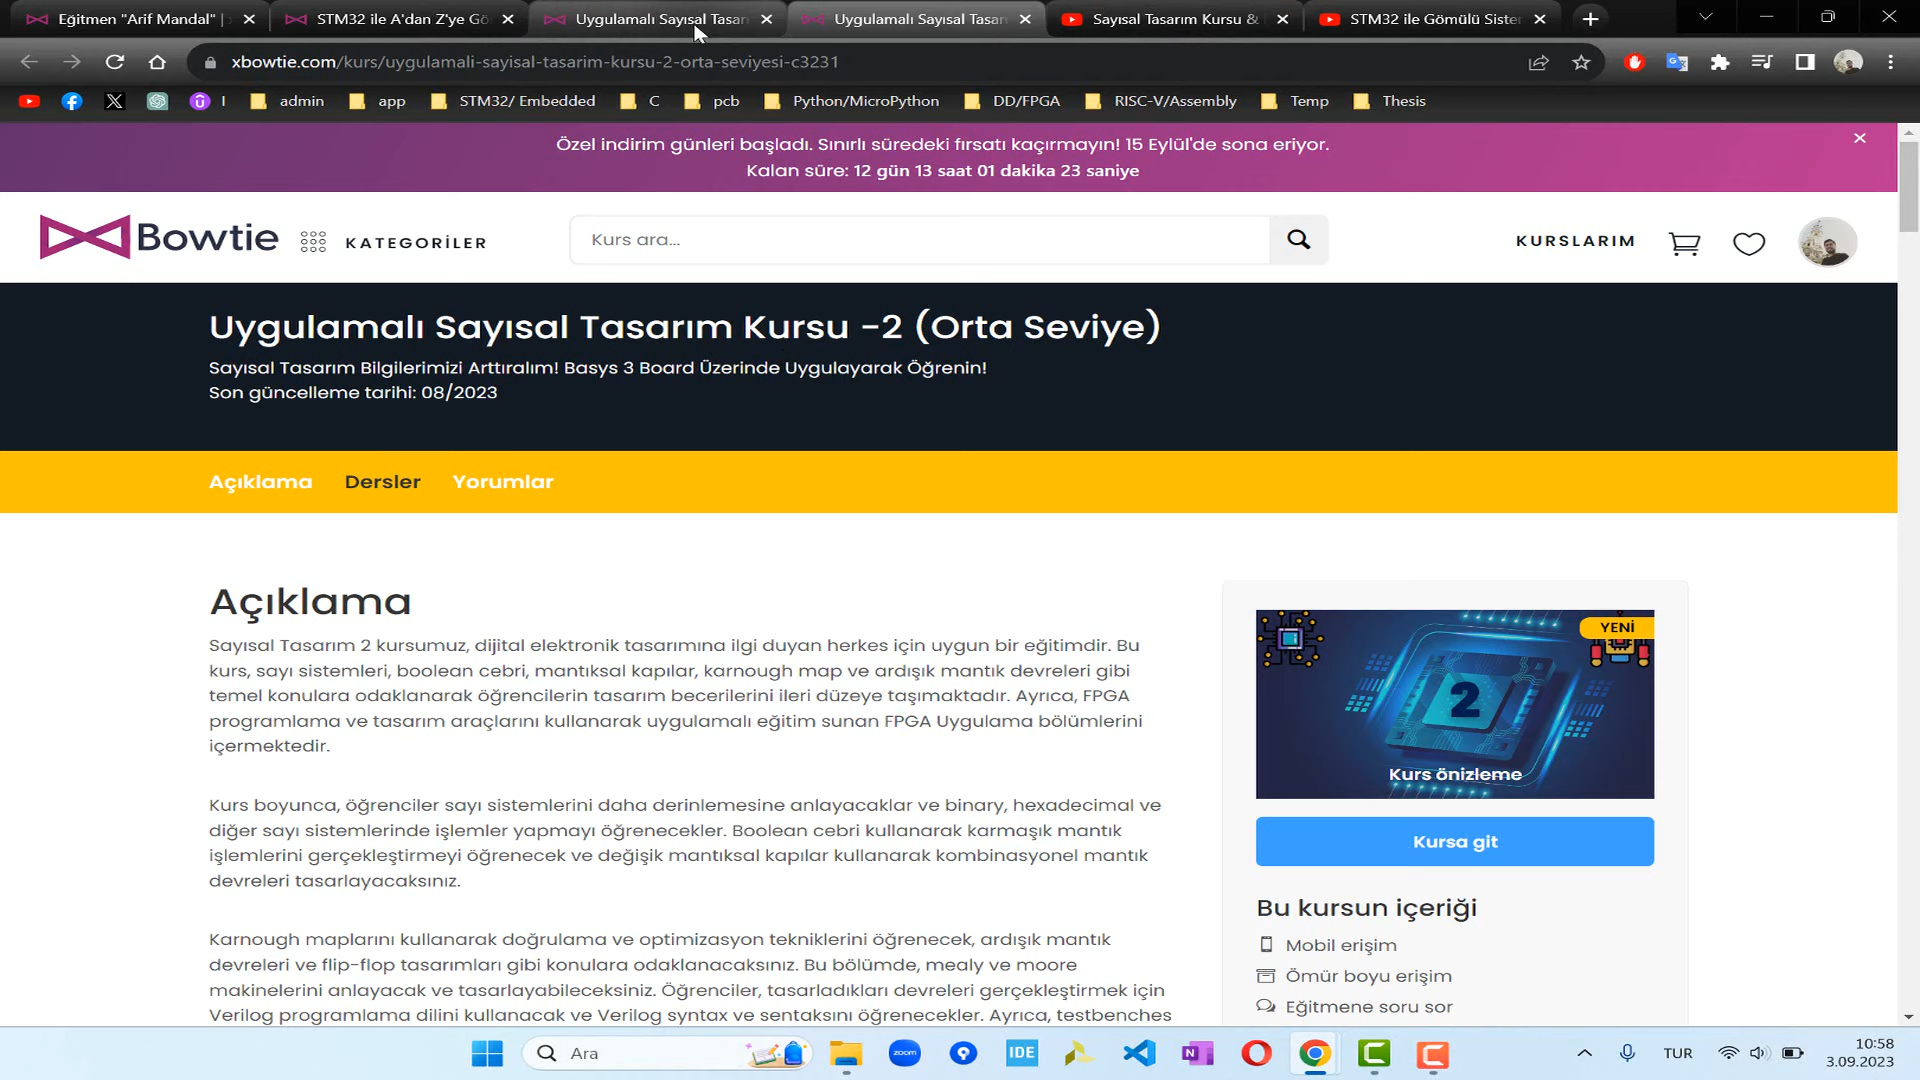 Eğitmen "Arif Mandal" |
STM32 ile A'dan Z'ye Gö
Uygulamalı Sayısal Tasar
Uygulamalı Sayısal Tasar
Sayısal Tasarım Kursu &
STM32 ile Gömülü Sister
xbowtie.com/kurs/uygulamali-sayisal-tasarim-kursu-2-orta-seviyesi-c3231
admin
app
STM32/ Embedded
C
pcb
Python/MicroPython
DD/FPGA
RISC-V/Assembly
Temp
Thesis
Özel indirim günleri başladı. Sınırlı süredeki fırsatı kaçırmayın! 15 Eylül'de sona eriyor.
Kalan süre: 12 gün 13 saat 01 dakika 23 saniye
Bowtie
KATEGORİLER
Kurs ara...
KURSLARIM
Uygulamalı Sayısal Tasarım Kursu -2 (Orta Seviye)
Sayısal Tasarım Bilgilerimizi Arttıralım! Basys 3 Board Üzerinde Uygulayarak Öğrenin!
Son güncelleme tarihi: 08/2023
Açıklama
Dersler
Yorumlar
Açıklama
Sayısal Tasarım 2 kursumuz, dijital elektronik tasarımına ilgi duyan herkes için uygun bir eğitimdir. Bu
kurs, sayı sistemleri, boolean cebri, mantıksal kapılar, karnough map ve ardışık mantık devreleri gibi
temel konulara odaklanarak öğrencilerin tasarım becerilerini ileri düzeye taşımaktadır. Ayrıca, FPGA
programlama ve tasarım araçlarını kullanarak uygulamalı eğitim sunan FPGA Uygulama bölümlerini
içermektedir.
Kurs boyunca, öğrenciler sayı sistemlerini daha derinlemesine anlayacaklar ve binary, hexadecimal ve
diğer sayı sistemlerinde işlemler yapmayı öğrenecekler. Boolean cebri kullanarak karmaşık mantık
işlemlerini gerçekleştirmeyi öğrenecek ve değişik mantıksal kapılar kullanarak kombinasyonel mantık
devreleri tasarlayacaksınız.
Karnough maplarını kullanarak doğrulama ve optimizasyon tekniklerini öğrenecek, ardışık mantık
devreleri ve flip-flop tasarımları gibi konulara odaklanacaksınız. Bu bölümde, mealy ve moore
makinelerini anlayacak ve tasarlayabileceksiniz. Öğrenciler, tasarladıkları devreleri gerçekleştirmek için
Verilog programlama dilini kullanacak ve Verilog syntax ve sentaksını öğrenecekler. Ayrıca, testbenches
YENİ
2
Kurs önizleme
Kursa git
Bu kursun içeriği
Mobil erişim
Ömür boyu erişim
Eğitmene soru sor
Ara
zoom
IDE
N
TUR
10:58
3.09.2023